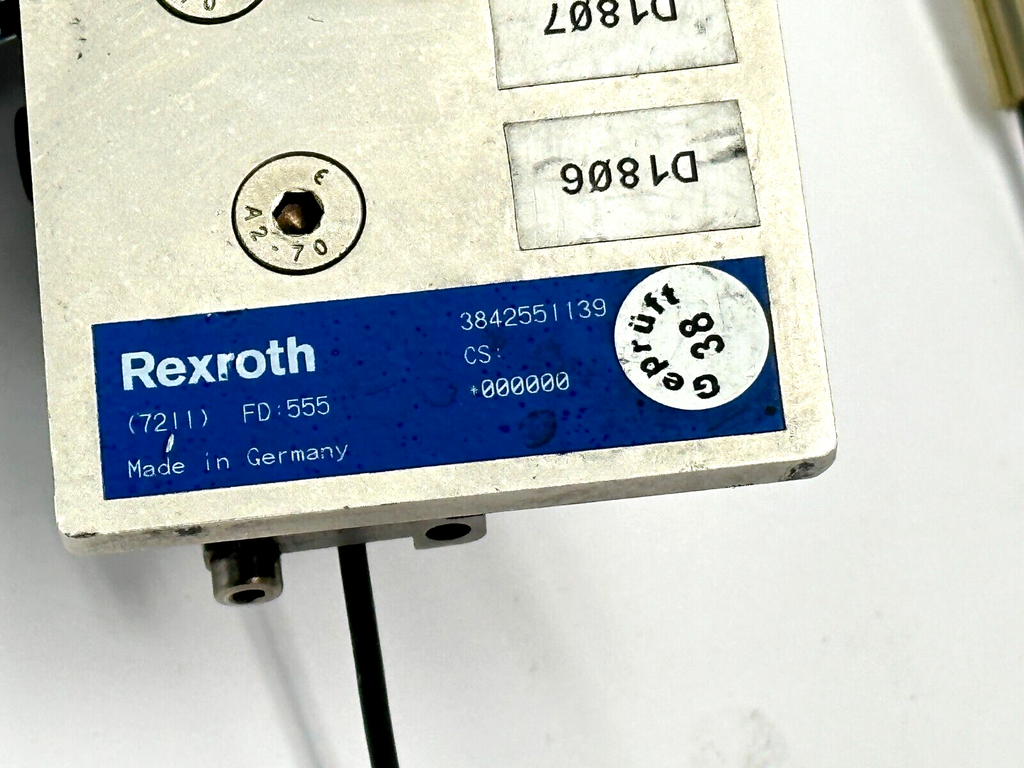 D1807
D1806
A2-70
Rexroth
3842551139
CS:
*000000
(7211) FD:555
Made in Germany
Geprüft
38